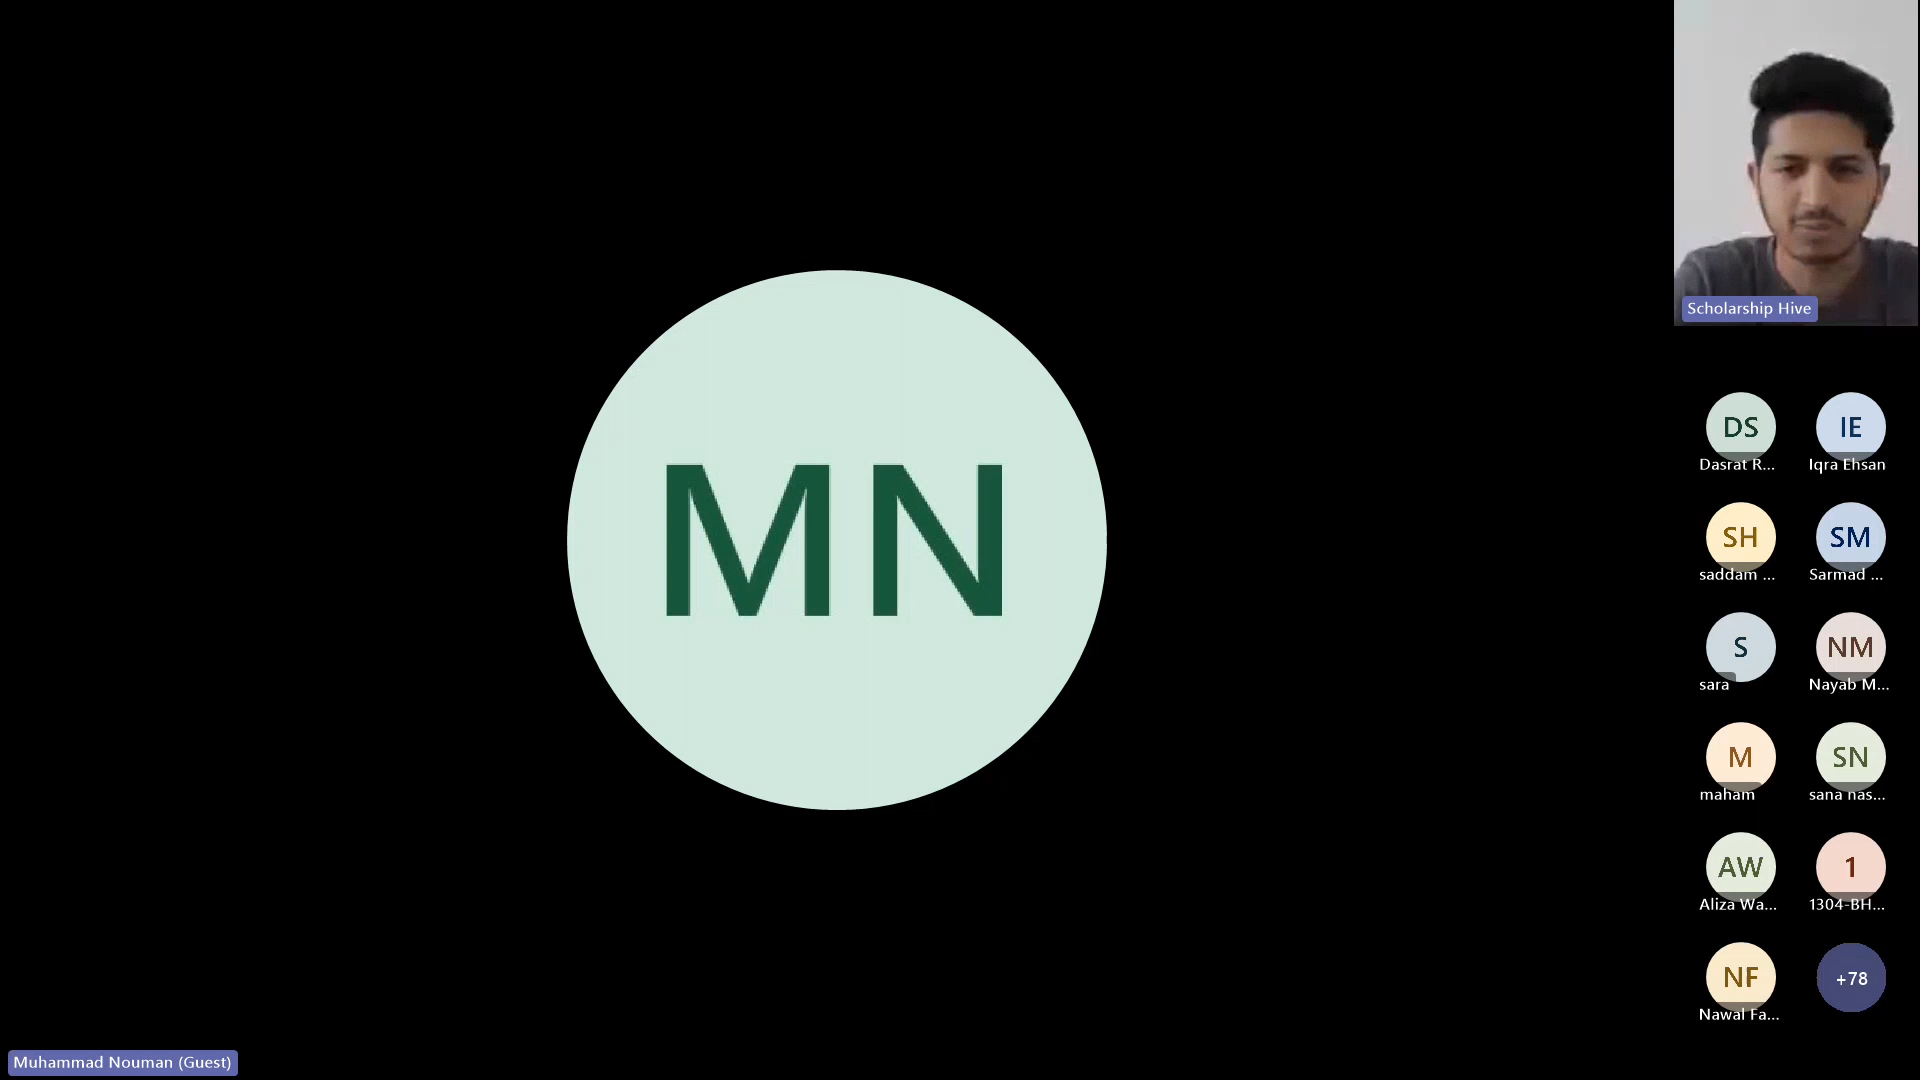 MN
Muhammad Nouman (Guest)
Scholarship Hive
DS
IE
Dasrat R...
Iqra Ehsan
SH
SM
saddam ...
Sarmad ...
S
NM
sara
Nayab M...
M
SN
maham
sana nas...
AW
1
Aliza Wa...
1304-BH...
NF
+78
Nawal Fa...